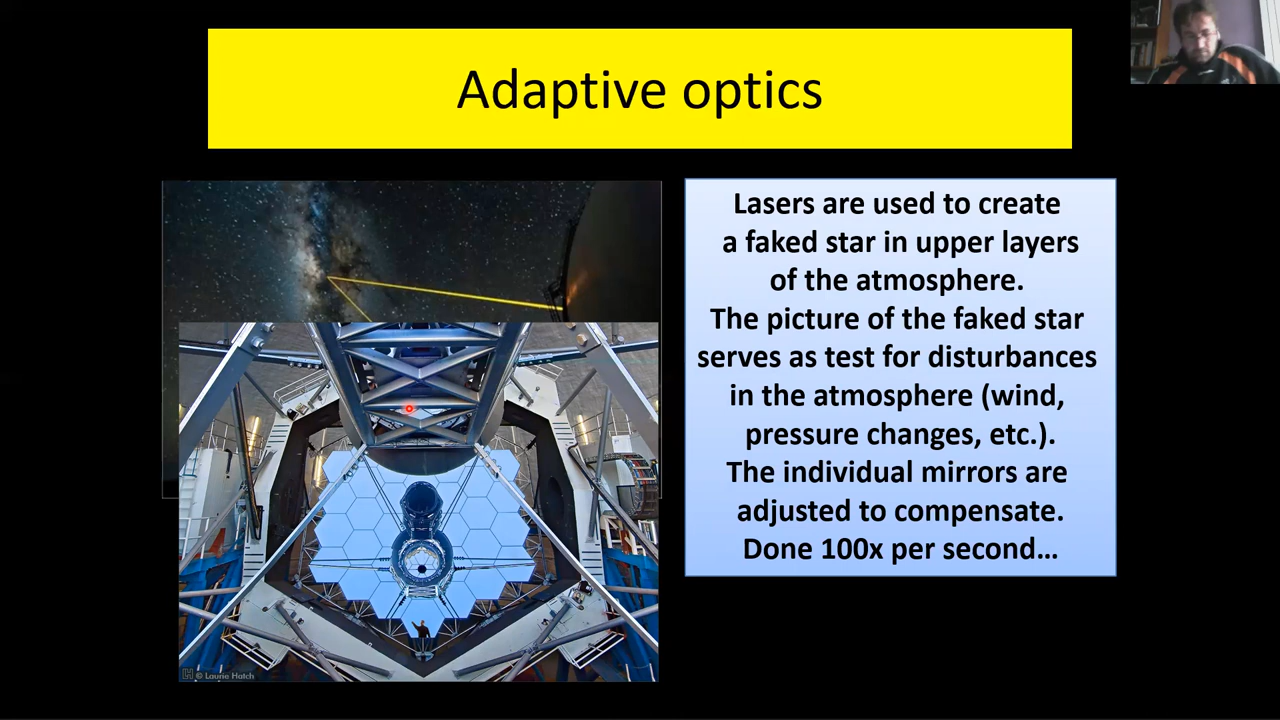 Adaptive optics
Lasers are used to create
a faked star in upper layers
of the atmosphere.
The picture of the faked star
serves as test for disturbances
in the atmosphere (wind,
pressure changes, etc.).
The individual mirrors are
adjusted to compensate.
Done 100x per second...
LH © Laurie Hatch